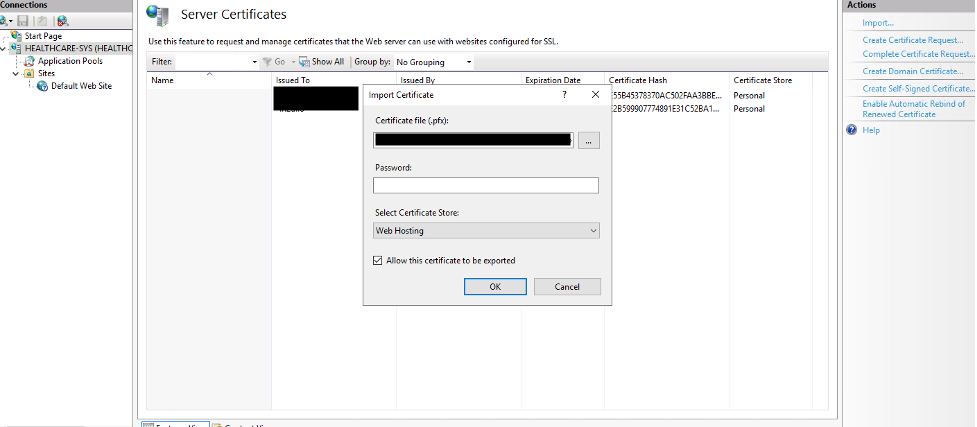 Connections
Start Page
HEALTHCARE-SYS (HEALTHC
Application Pools
Sites
Default Web Site
Server Certificates
Use this feature to request and manage certificates that the Web server can use with websites configured for SSL.
Filter: Go Show All Group by: No Grouping
Name Issued To Issued By Expiration Date Certificate Hash Certificate Store
55B45378370AC502FAA3BBE... Personal
2B599907774891E31C52BA1... Personal
Import Certificate ? ×
Certificate file (.pfx):
...
Password:
Select Certificate Store:
Web Hosting
Allow this certificate to be exported
OK Cancel
Actions
Import...
Create Certificate Request...
Complete Certificate Request...
Create Domain Certificate...
Create Self-Signed Certificate...
Enable Automatic Rebind of
Renewed Certificate
Help